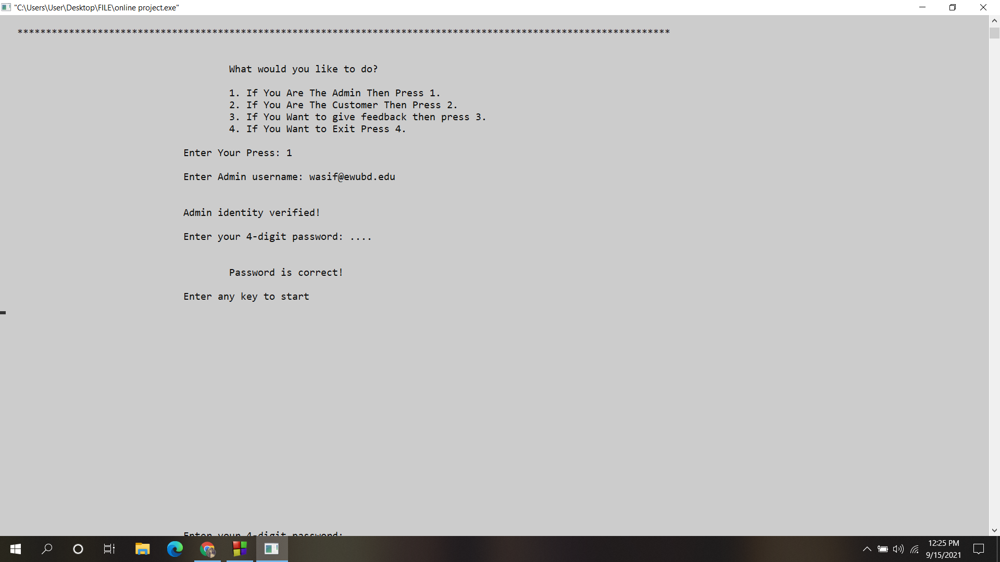 "C:\Users\User\Desktop\FILE\online project.exe"
******************************************************************************************************************
What would you like to do?
1. If You Are The Admin Then Press 1.
2. If You Are The Customer Then Press 2.
3. If You Want to give feedback then press 3.
4. If You Want to Exit Press 4.
Enter Your Press: 1
Enter Admin username: wasif@ewubd.edu
Admin identity verified!
Enter your 4-digit password: ....
Password is correct!
Enter any key to start
Enter your 4-digit password:
12:25 PM
9/15/2021